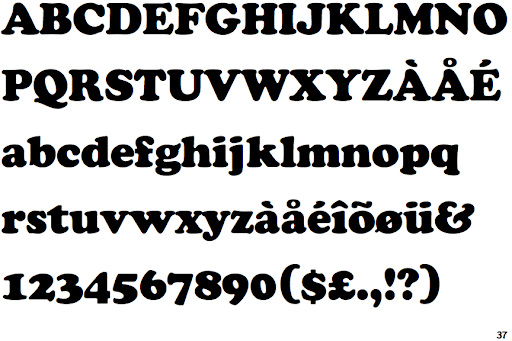 ABCDEFGHIJKLMNO
PQRSTUVWXYZÀÅÉ
abcdefghijklmnopq
rstuvwxyzàåéîõøü&
1234567890($£.,!?)
37